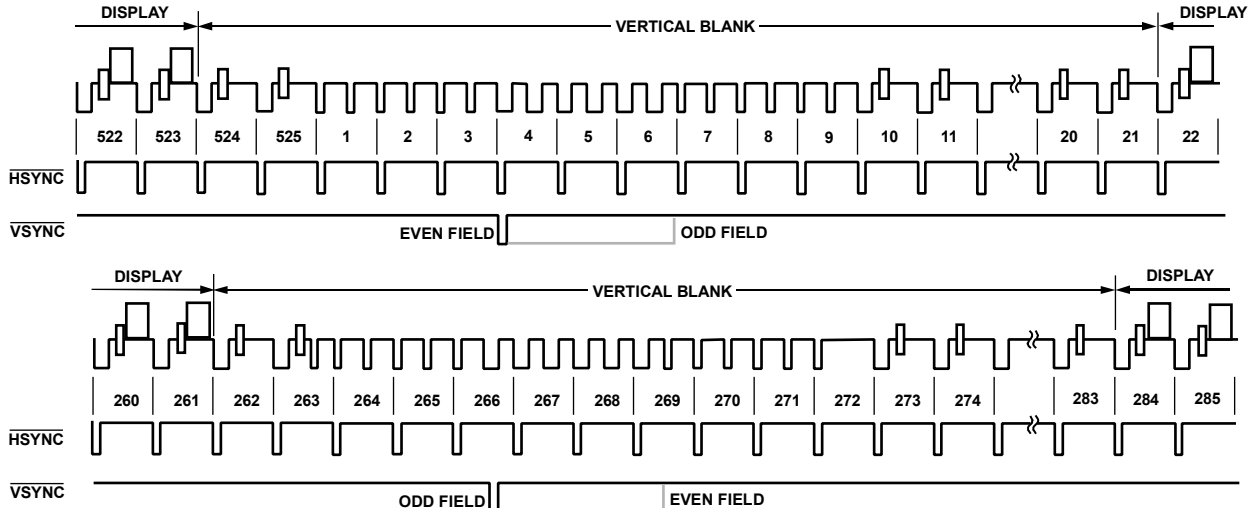 DISPLAY VERTICAL BLANK DISPLAY
522 523 524 525 1 2 3 4 5 6 7 8 9 10 11 20 21 22
HSYNC
VSYNC
EVEN FIELD ODD FIELD
DISPLAY VERTICAL BLANK DISPLAY
260 261 262 263 264 265 266 267 268 269 270 271 272 273 274 283 284 285
HSYNC
VSYNC
ODD FIELD EVEN FIELD